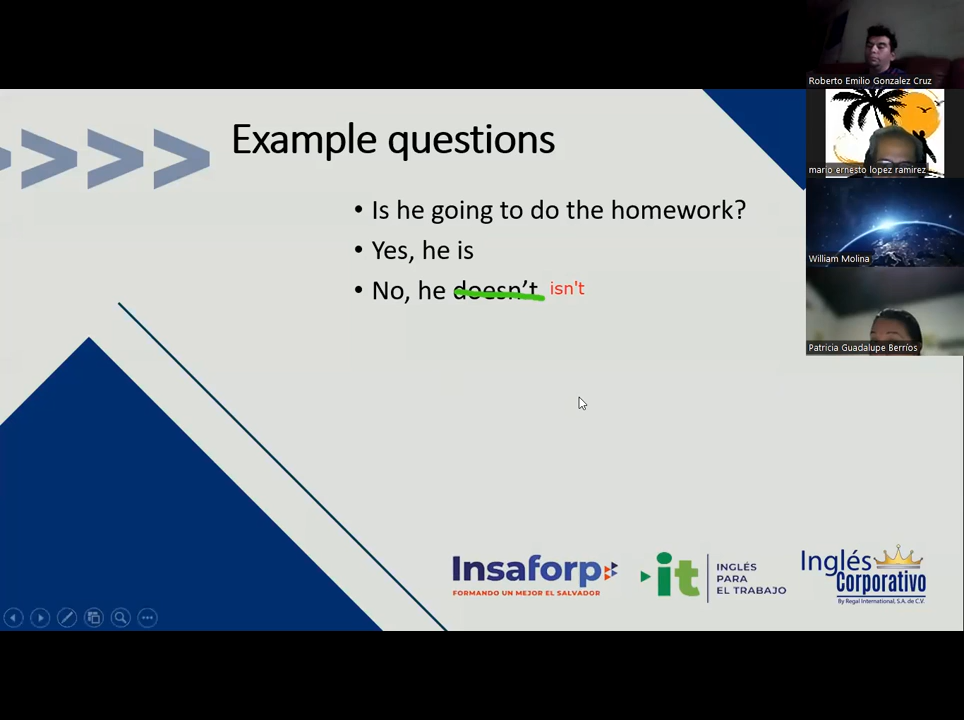 Example questions
• Is he going to do the homework?
• Yes, he is
• No, he doesn't isn't
Roberto Emilio Gonzalez Cruz
mario ernesto lopez ramirez
William Molina
Patricia Guadalupe Berríos
Insaforp
FORMANDO UN MEJOR EL SALVADOR
it
INGLÉS
PARA
EL TRABAJO
Inglés
Corporativo
By Regal International, S.A. de C.V.